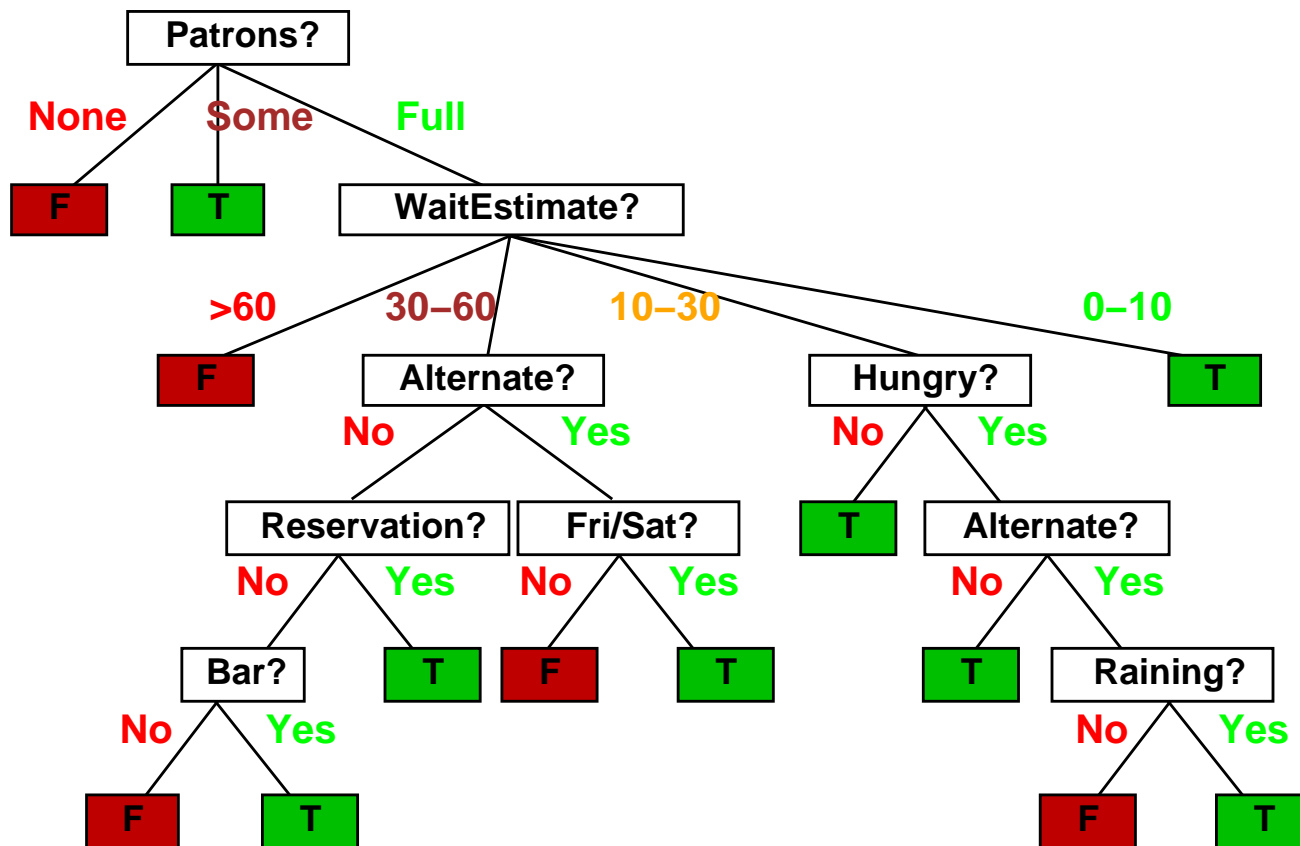 Patrons?
None Some Full
F T WaitEstimate?
>60 30–60 10–30 0–10
F Alternate? Hungry? T
No Yes No Yes
Reservation? Fri/Sat? T Alternate?
No Yes No Yes No Yes
Bar? T F T T Raining?
No Yes No Yes
F T F T